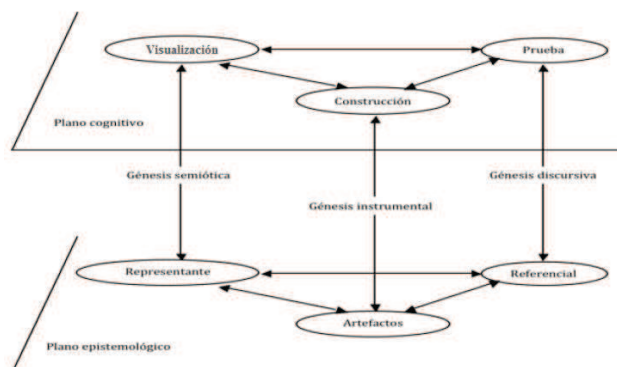 Visualización
Prueba
Construcción
Plano cognitivo
Génesis semiótica
Génesis discursiva
Génesis instrumental
Representante
Referencial
Artefactos
Plano epistemológico